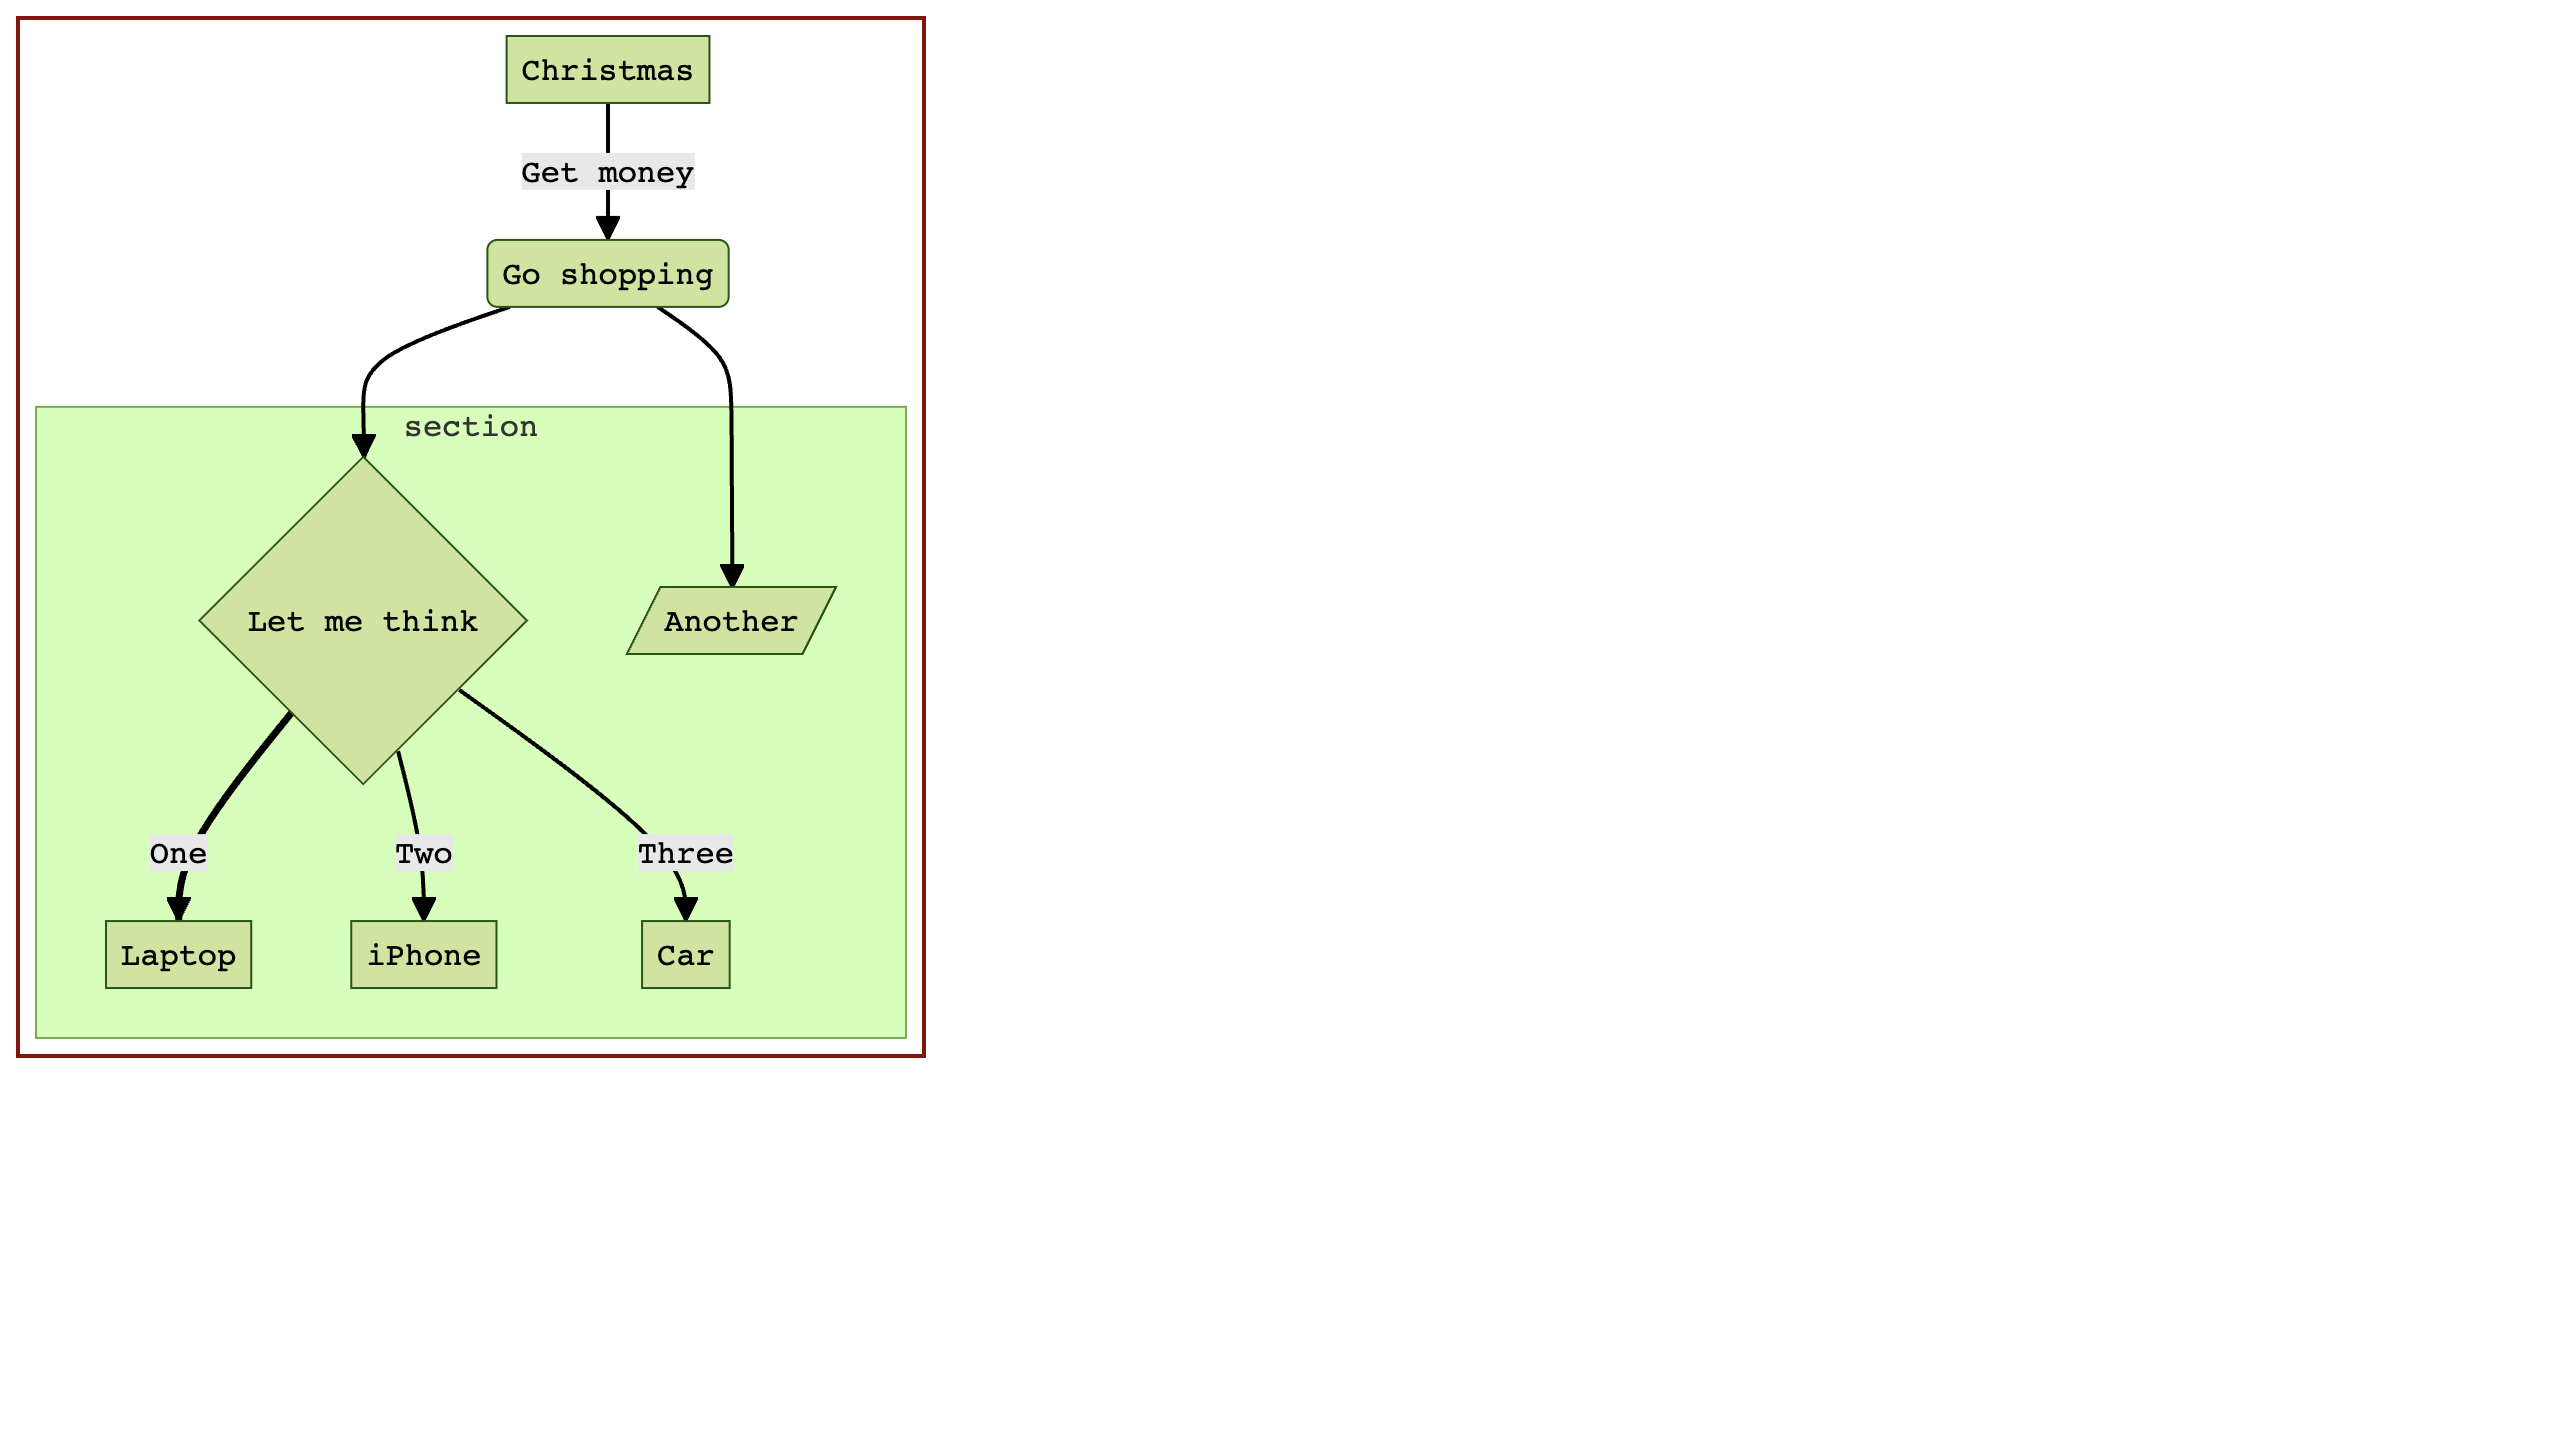 Christmas
Get money
Go shopping
section
Let me think
Another
One
Two
Three
Laptop
iPhone
Car